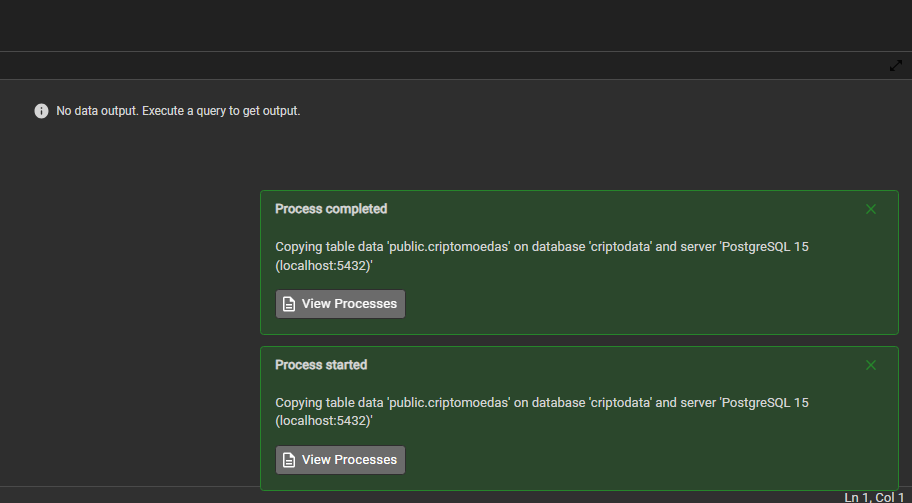 No data output. Execute a query to get output.
Process completed
Copying table data 'public.criptomoedas' on database 'criptodata' and server 'PostgreSQL 15
(localhost:5432)'
View Processes
Process started
Copying table data 'public.criptomoedas' on database 'criptodata' and server 'PostgreSQL 15
(localhost:5432)'
View Processes
Ln 1, Col 1